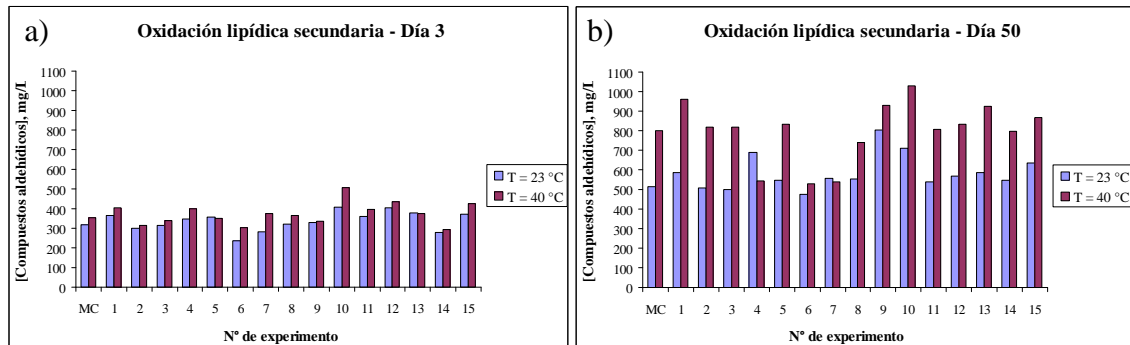 a)
Oxidación lipídica secundaria - Día 3
[Compuestos aldehídicos], mg/L
1100
1000
900
800
700
600
500
400
300
200
100
0
MC 1 2 3 4 5 6 7 8 9 10 11 12 13 14 15
Nº de experimento
T = 23 °C
T = 40 °C
b)
Oxidación lipídica secundaria - Día 50
[Compuestos aldehídicos], mg/L
1100
1000
900
800
700
600
500
400
300
200
100
0
MC 1 2 3 4 5 6 7 8 9 10 11 12 13 14 15
Nº de experimento
T = 23 °C
T = 40 °C